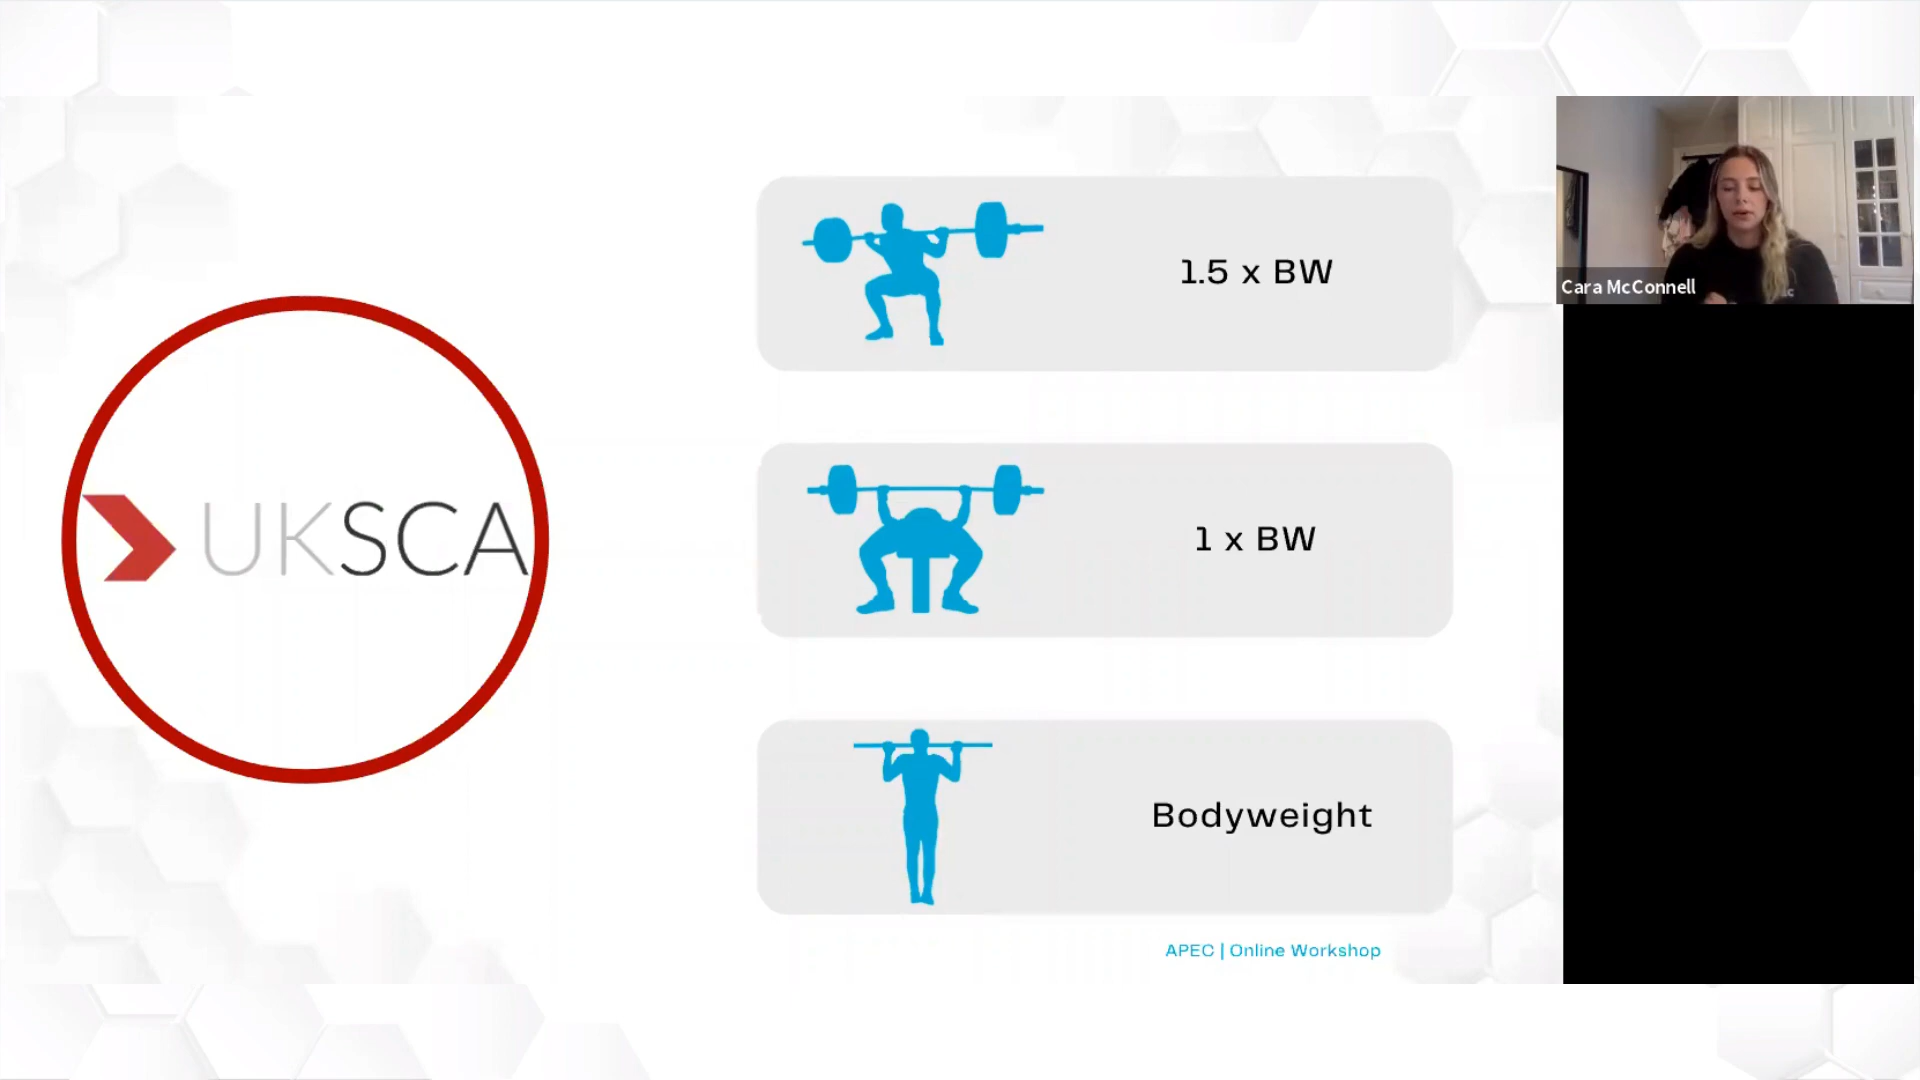 UKSCA
1.5 x BW
1 x BW
Bodyweight
APEC | Online Workshop
Cara McConnell